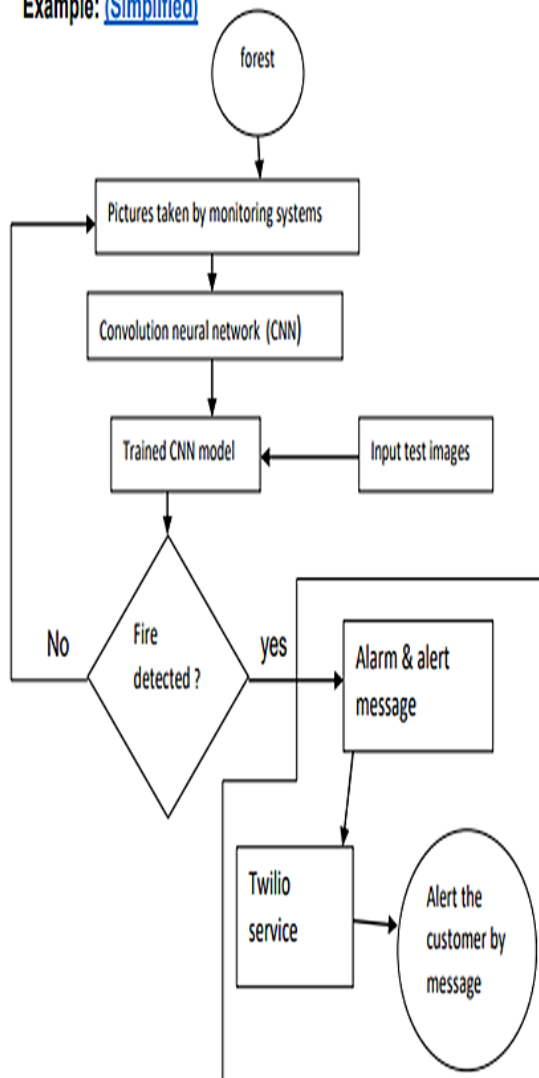 Example: (Simplified)
forest
Pictures taken by monitoring systems
Convolution neural network (CNN)
Trained CNN model
Input test images
Fire
detected ?
No
yes
Alarm & alert
message
Twilio
service
Alert the
customer by
message